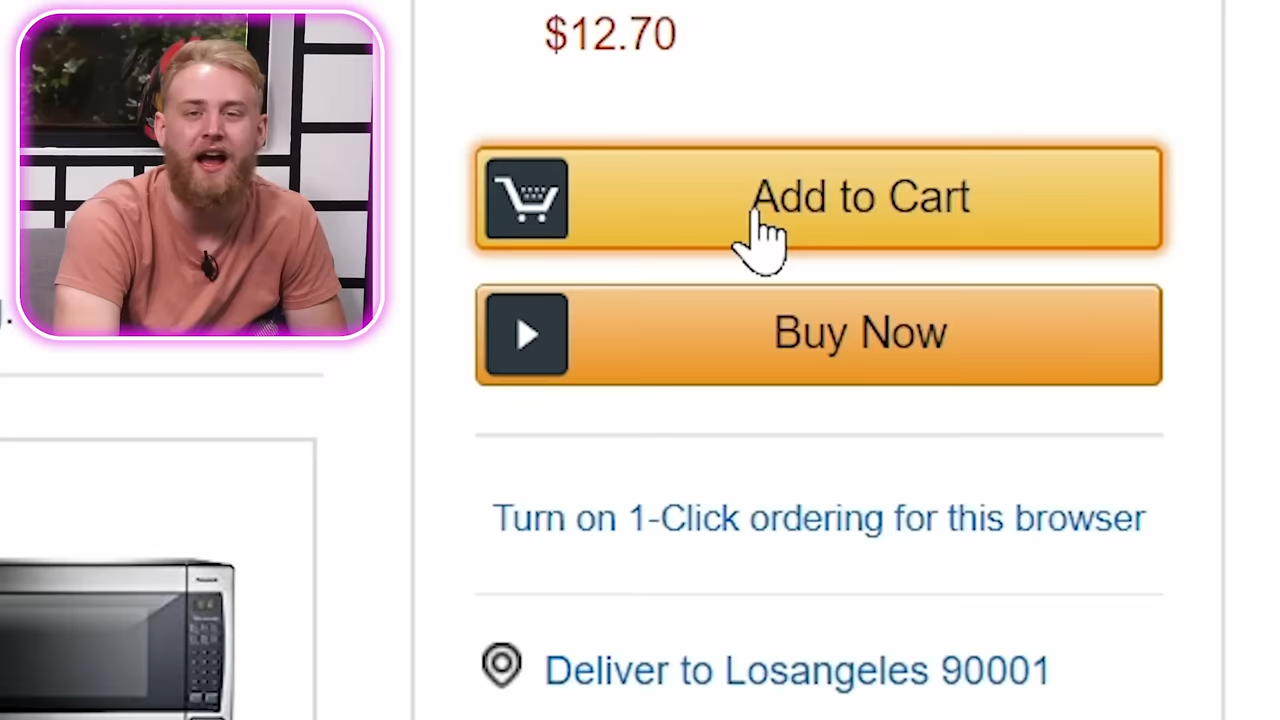 $12.70
Add to Cart
Buy Now
Turn on 1-Click ordering for this browser
Deliver to Losangeles 90001